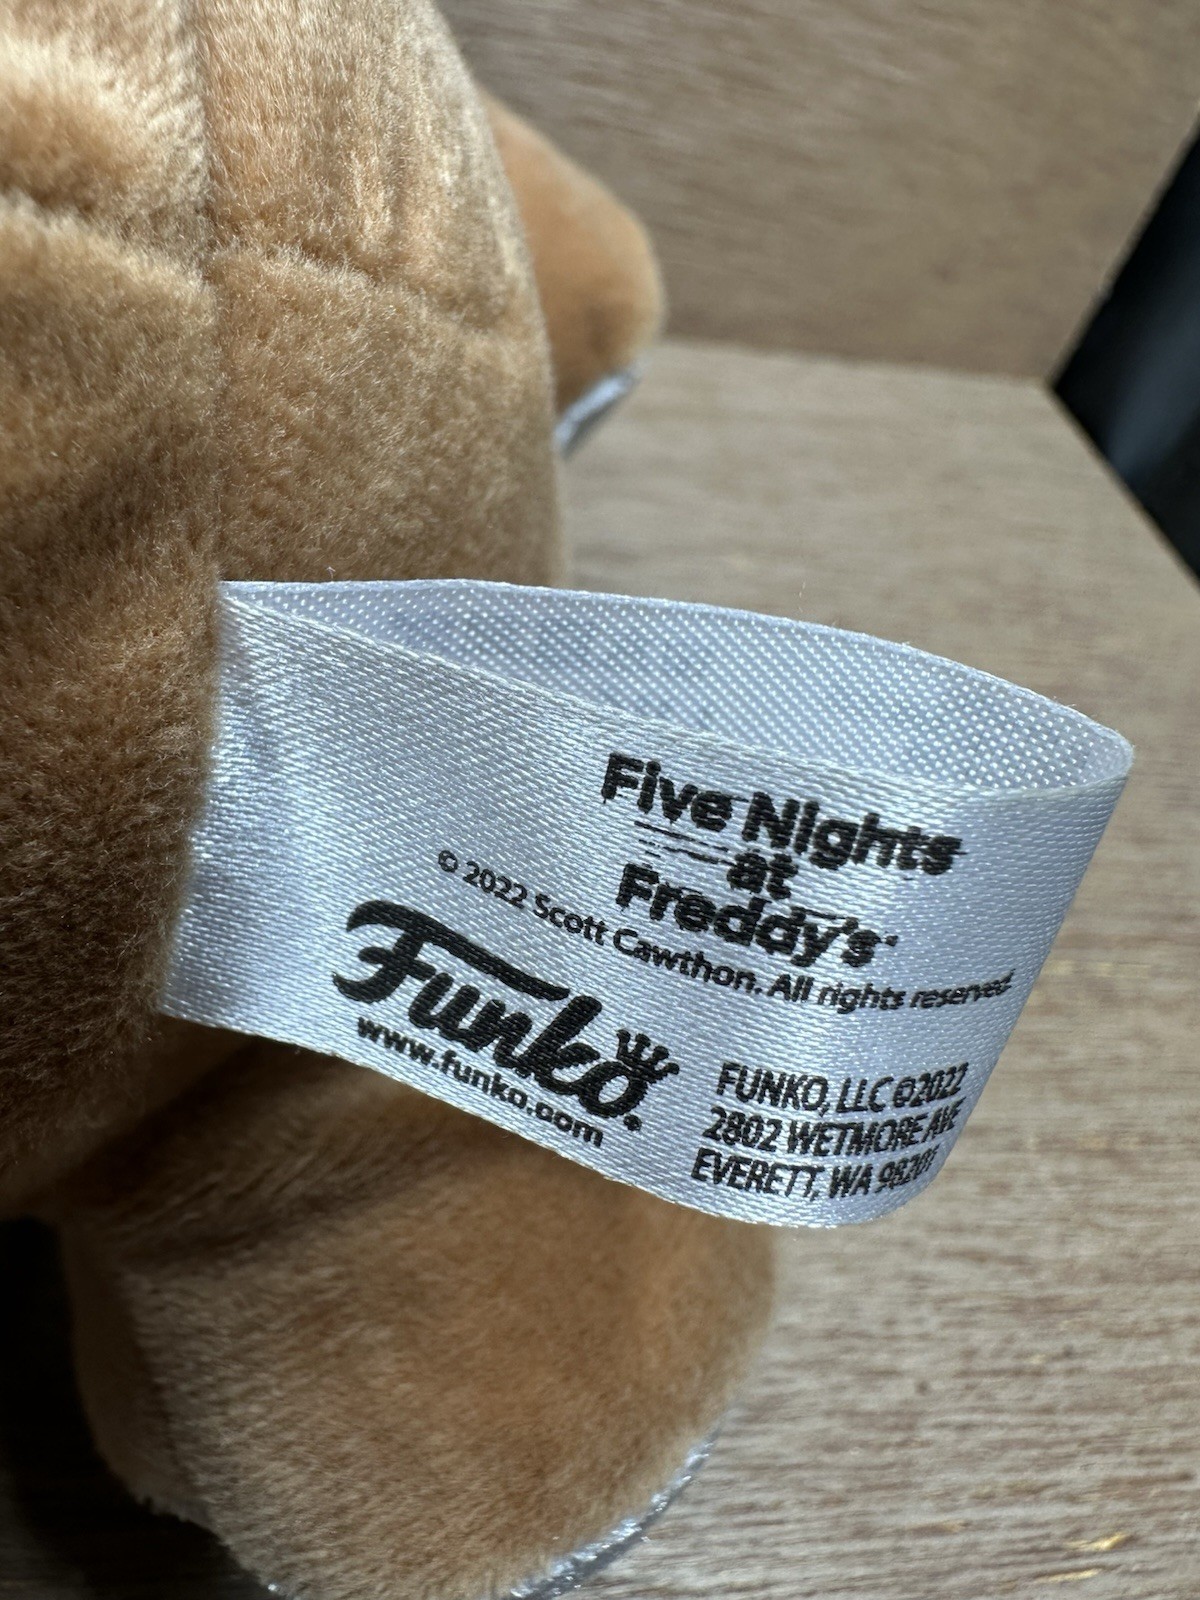 Five Nights
at
Freddy's
© 2022 Scott Cawthon. All rights reserved.
Funko
www.funko.com
FUNKO, LLC ©2022
2802 WETMORE AVE
EVERETT, WA 98201